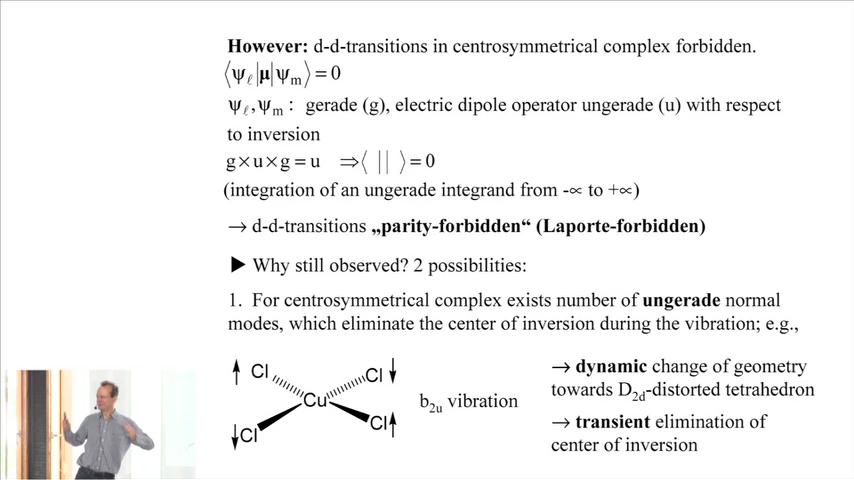 However: d-d-transitions in centrosymmetrical complex forbidden.
⟨ψℓ|μ|ψm⟩ = 0
ψℓ, ψm : gerade (g), electric dipole operator ungerade (u) with respect
to inversion
g×u×g = u ⇒⟨ || ⟩ = 0
(integration of an ungerade integrand from -∝ to +∝)
→ d-d-transitions „parity-forbidden“ (Laporte-forbidden)
► Why still observed? 2 possibilities:
1. For centrosymmetrical complex exists number of ungerade normal
modes, which eliminate the center of inversion during the vibration; e.g.,
Cl
Cl
Cu
Cl
Cl
b2u vibration
→ dynamic change of geometry
towards D2d-distorted tetrahedron
→ transient elimination of
center of inversion